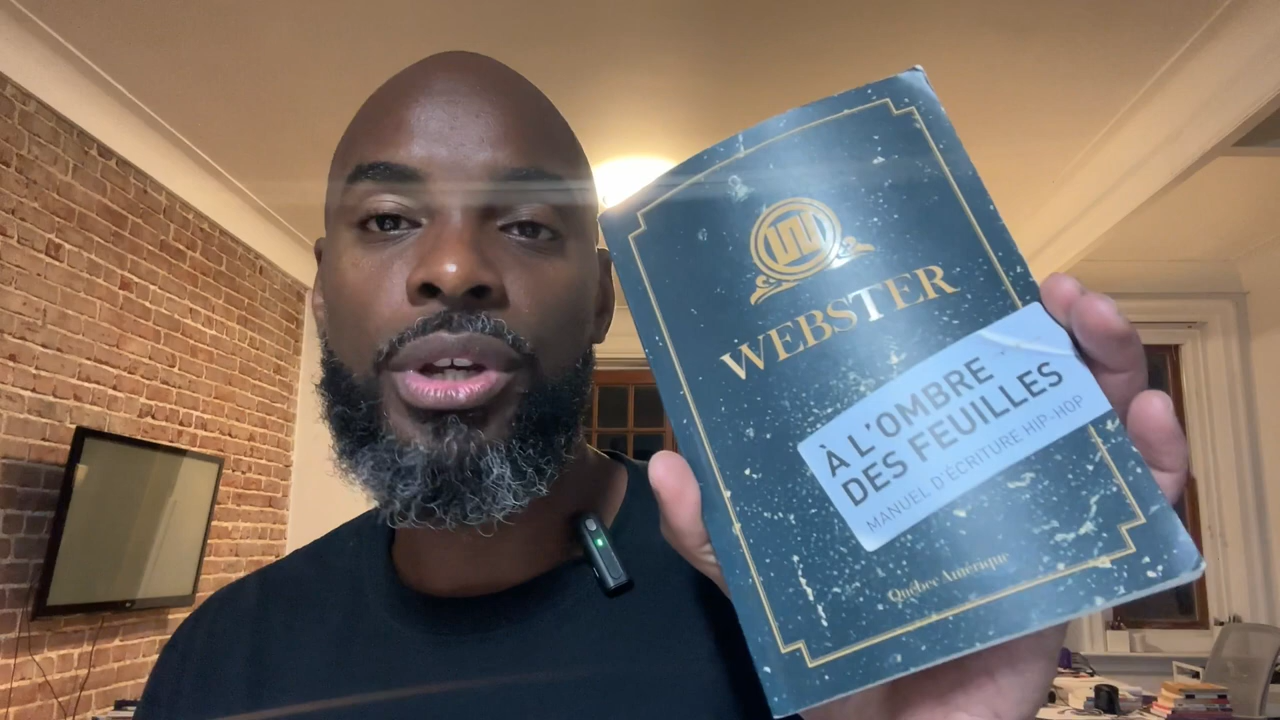 WEBSTER
À L'OMBRE
DES FEUILLES
MANUEL D'ÉCRITURE HIP-HOP
Québec Amérique